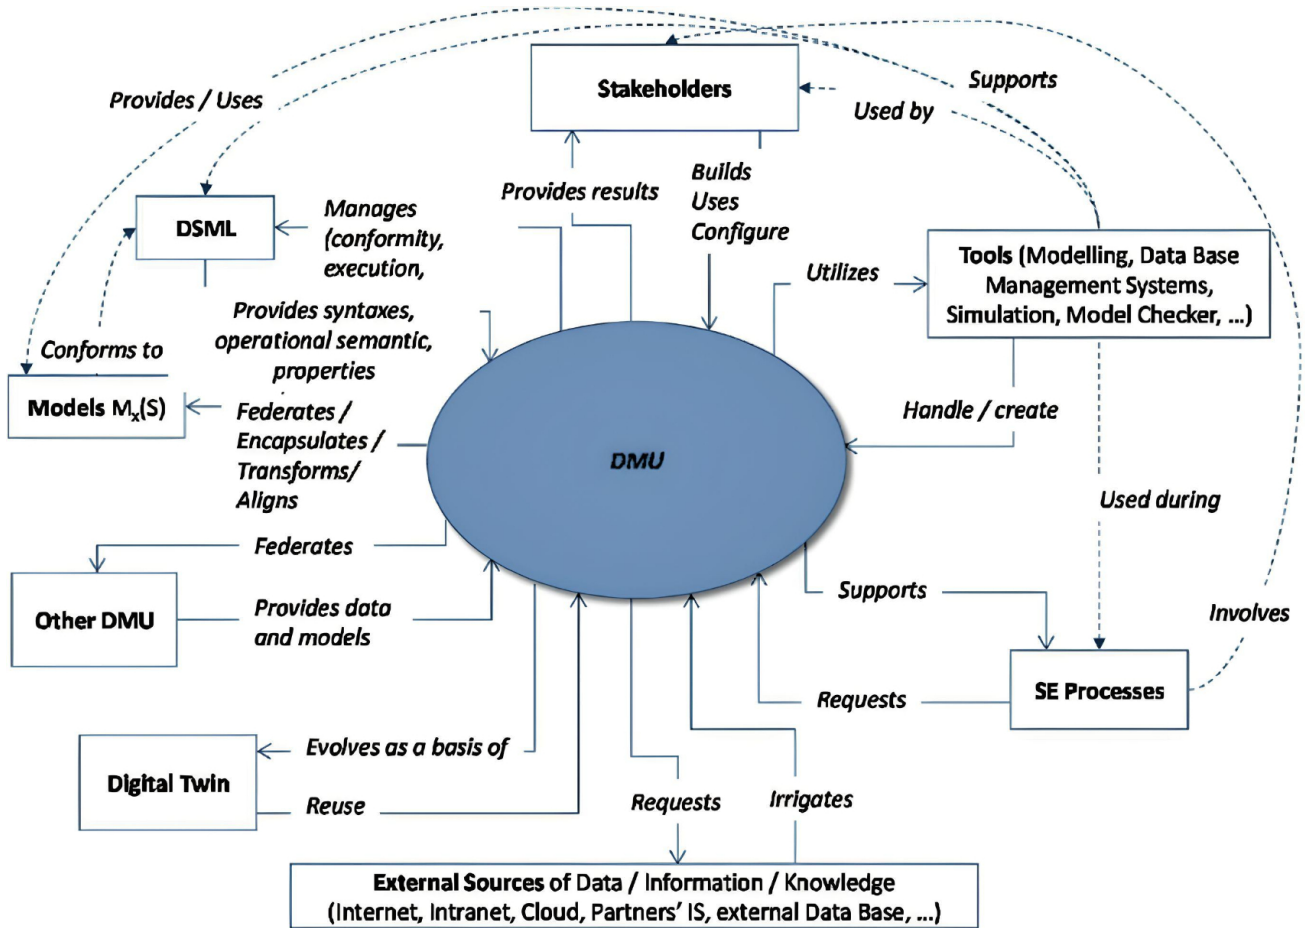 Provides / Uses
Stakeholders
Supports
Used by
DSML
Manages
(conformity,
execution,
Provides results
Builds
Uses
Configure
Utilizes
Tools (Modelling, Data Base
Management Systems,
Simulation, Model Checker, ...)
Provides syntaxes,
operational semantic,
properties
Conforms to
Models Mx(S)
Federates /
Encapsulates /
Transforms/
Aligns
Handle / create
DMU
Used during
Federates
Other DMU
Provides data
and models
Supports
Involves
SE Processes
Requests
Evolves as a basis of
Digital Twin
Reuse
Requests
Irrigates
External Sources of Data / Information / Knowledge
(Internet, Intranet, Cloud, Partners' IS, external Data Base, ...)